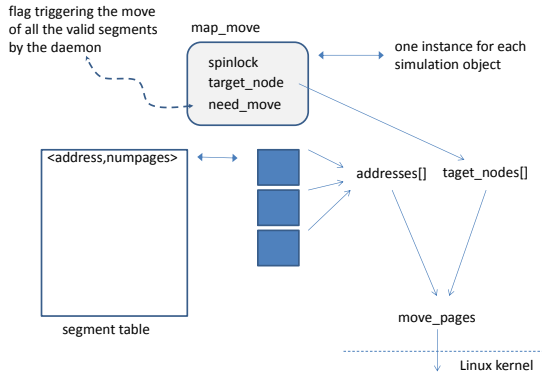 flag triggering the move
of all the valid segments
by the daemon
map_move
spinlock
target_node
need_move
one instance for each
simulation object
<address,numpages>
addresses[]
taget_nodes[]
segment table
move_pages
Linux kernel